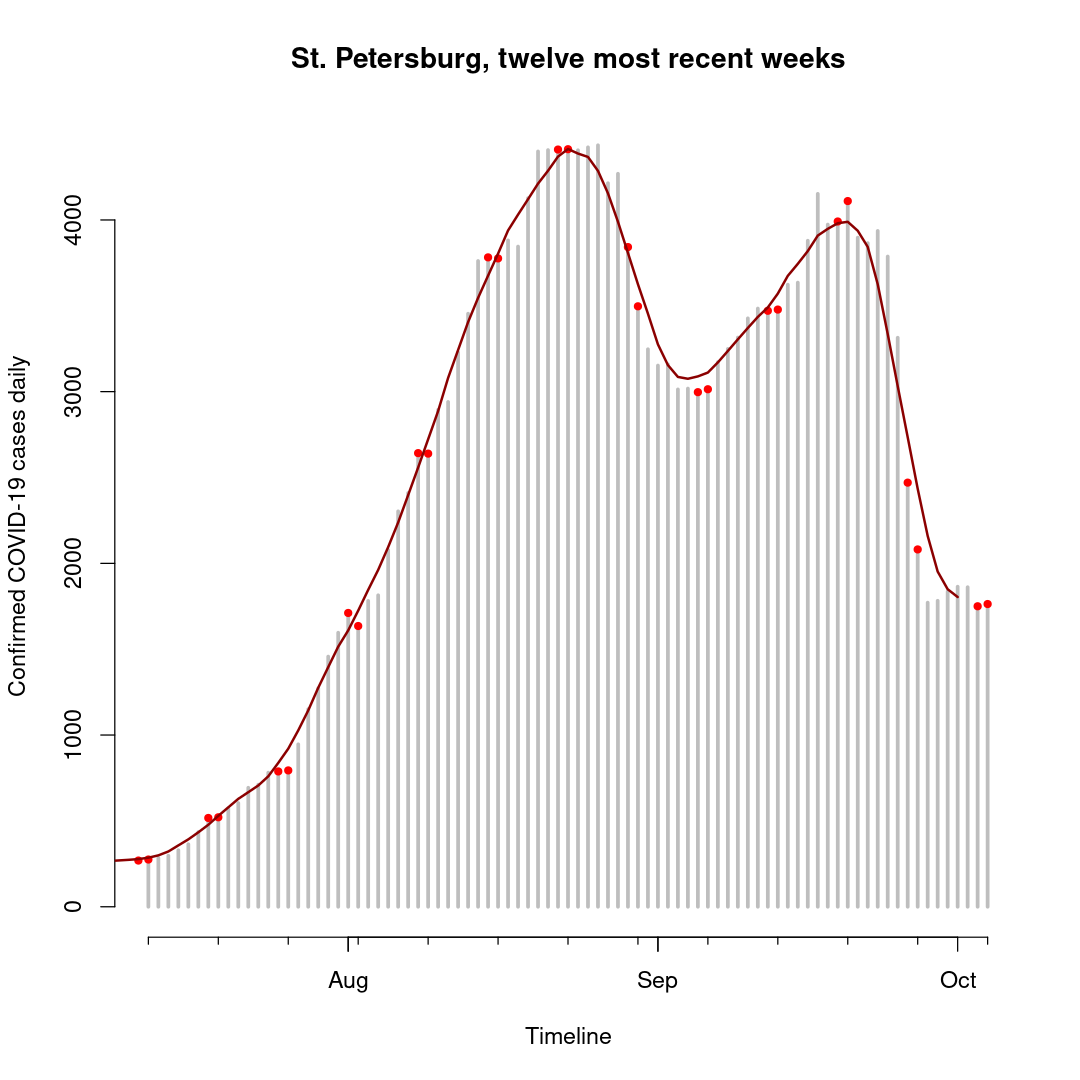 St. Petersburg, twelve most recent weeks
Confirmed COVID-19 cases daily
4000
3000
2000
1000
0
Aug Sep Oct
Timeline